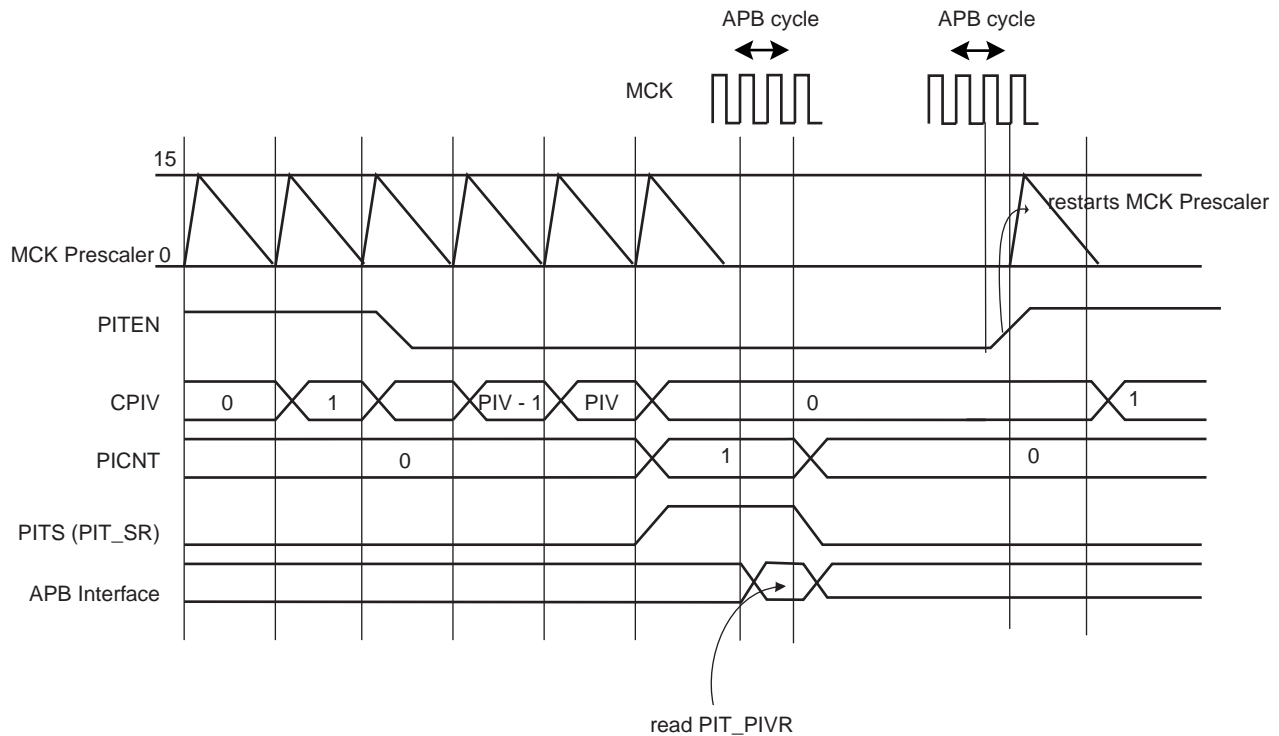 APB cycle APB cycle
MCK
15
restarts MCK Prescaler
MCK Prescaler 0
PITEN
CPIV 0 1 PIV - 1 PIV 0 1
PICNT 0 1 0
PITS (PIT_SR)
APB Interface
read PIT_PIVR